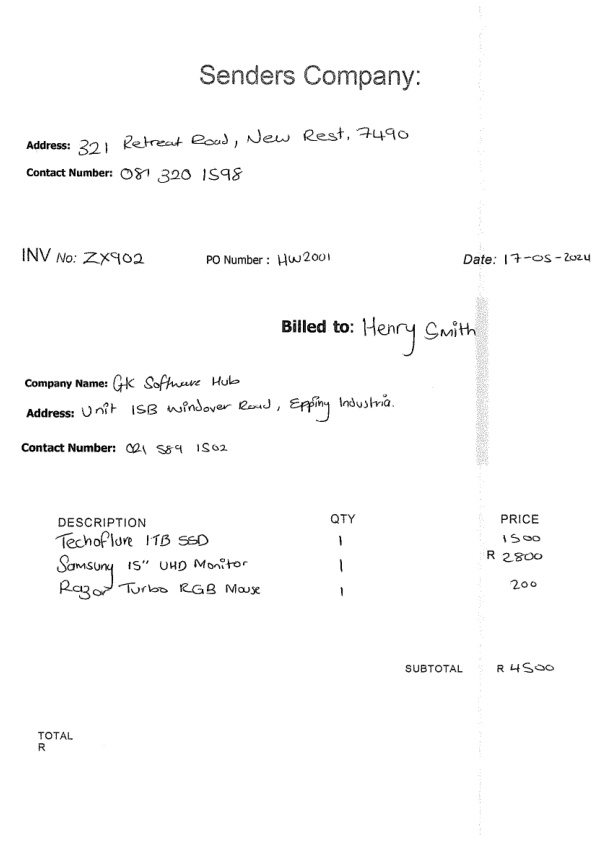 Senders Company:
Address: 321 Retreat Road, New Rest, 7490
Contact Number: 081 320 1598
INV No: ZX902 PO Number : HW2001 Date: 17-05-2024
Billed to: Henry Smith
Company Name: GK Software Hub
Address: Unit 15B Windover Road, Epping Industria.
Contact Number: 021 589 1502
DESCRIPTION QTY PRICE
Techoflure 1TB SSD 1 1500
Samsung 15" UHD Monitor 1 R 2800
Razor Turbo RGB Mouse 1 200
SUBTOTAL R 4500
TOTAL
R